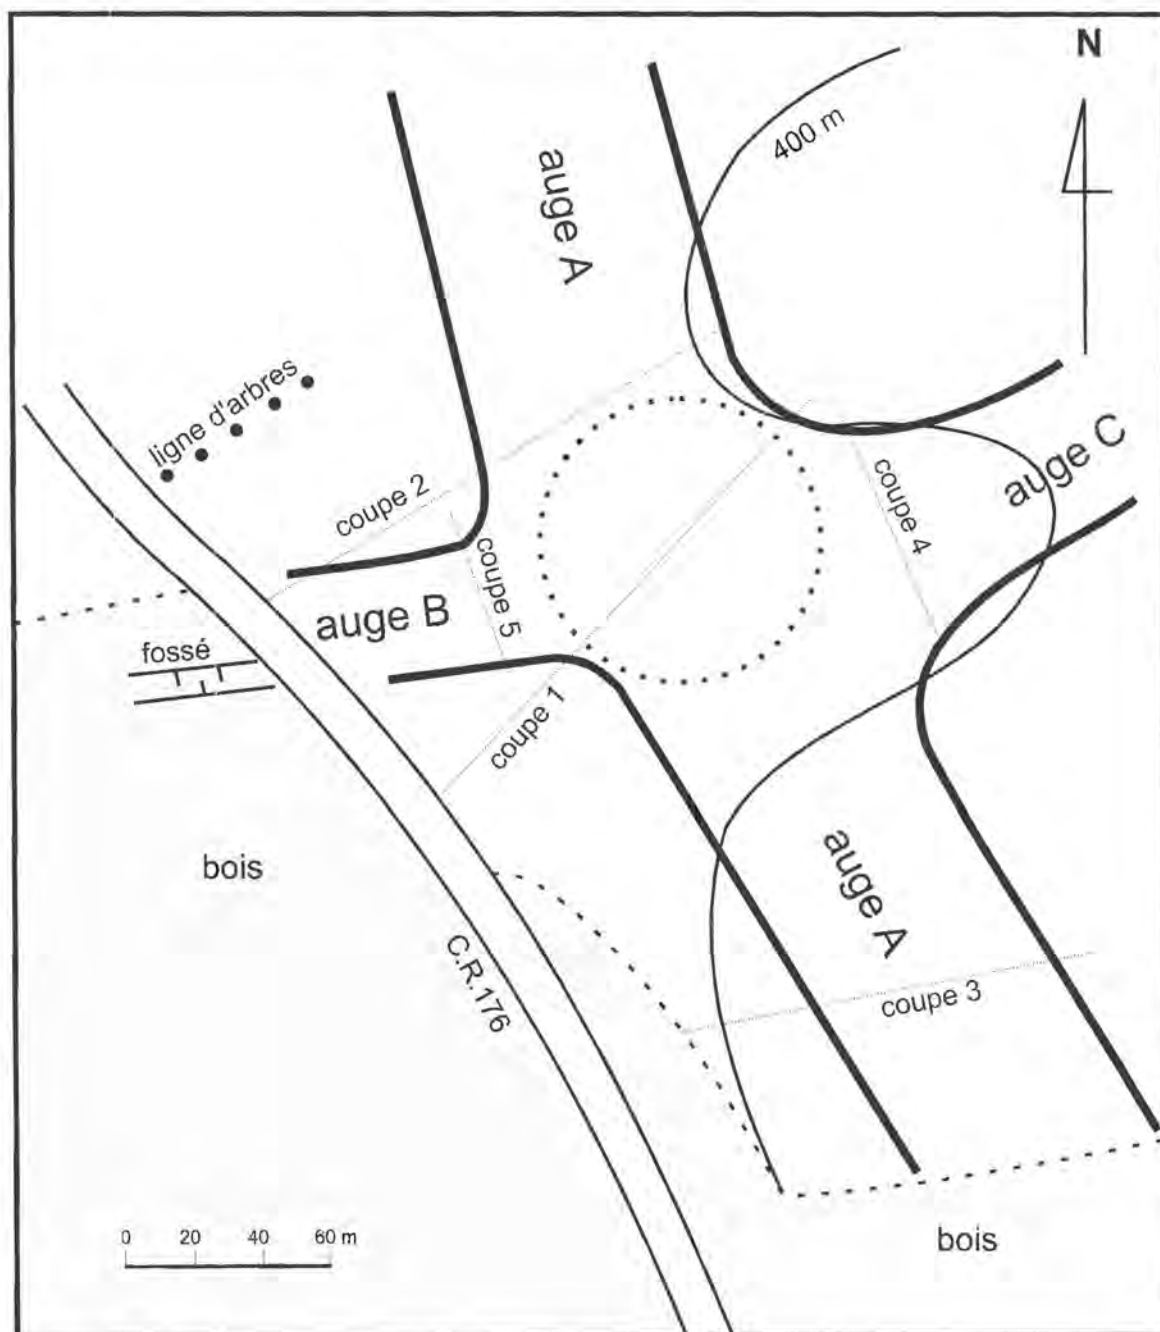 N
400 m
auge A
ligne d'arbres
auge C
coupe 2
coupe 4
coupe 5
auge B
fossé
coupe 1
bois
auge A
C.R.176
coupe 3
0 20 40 60 m
bois